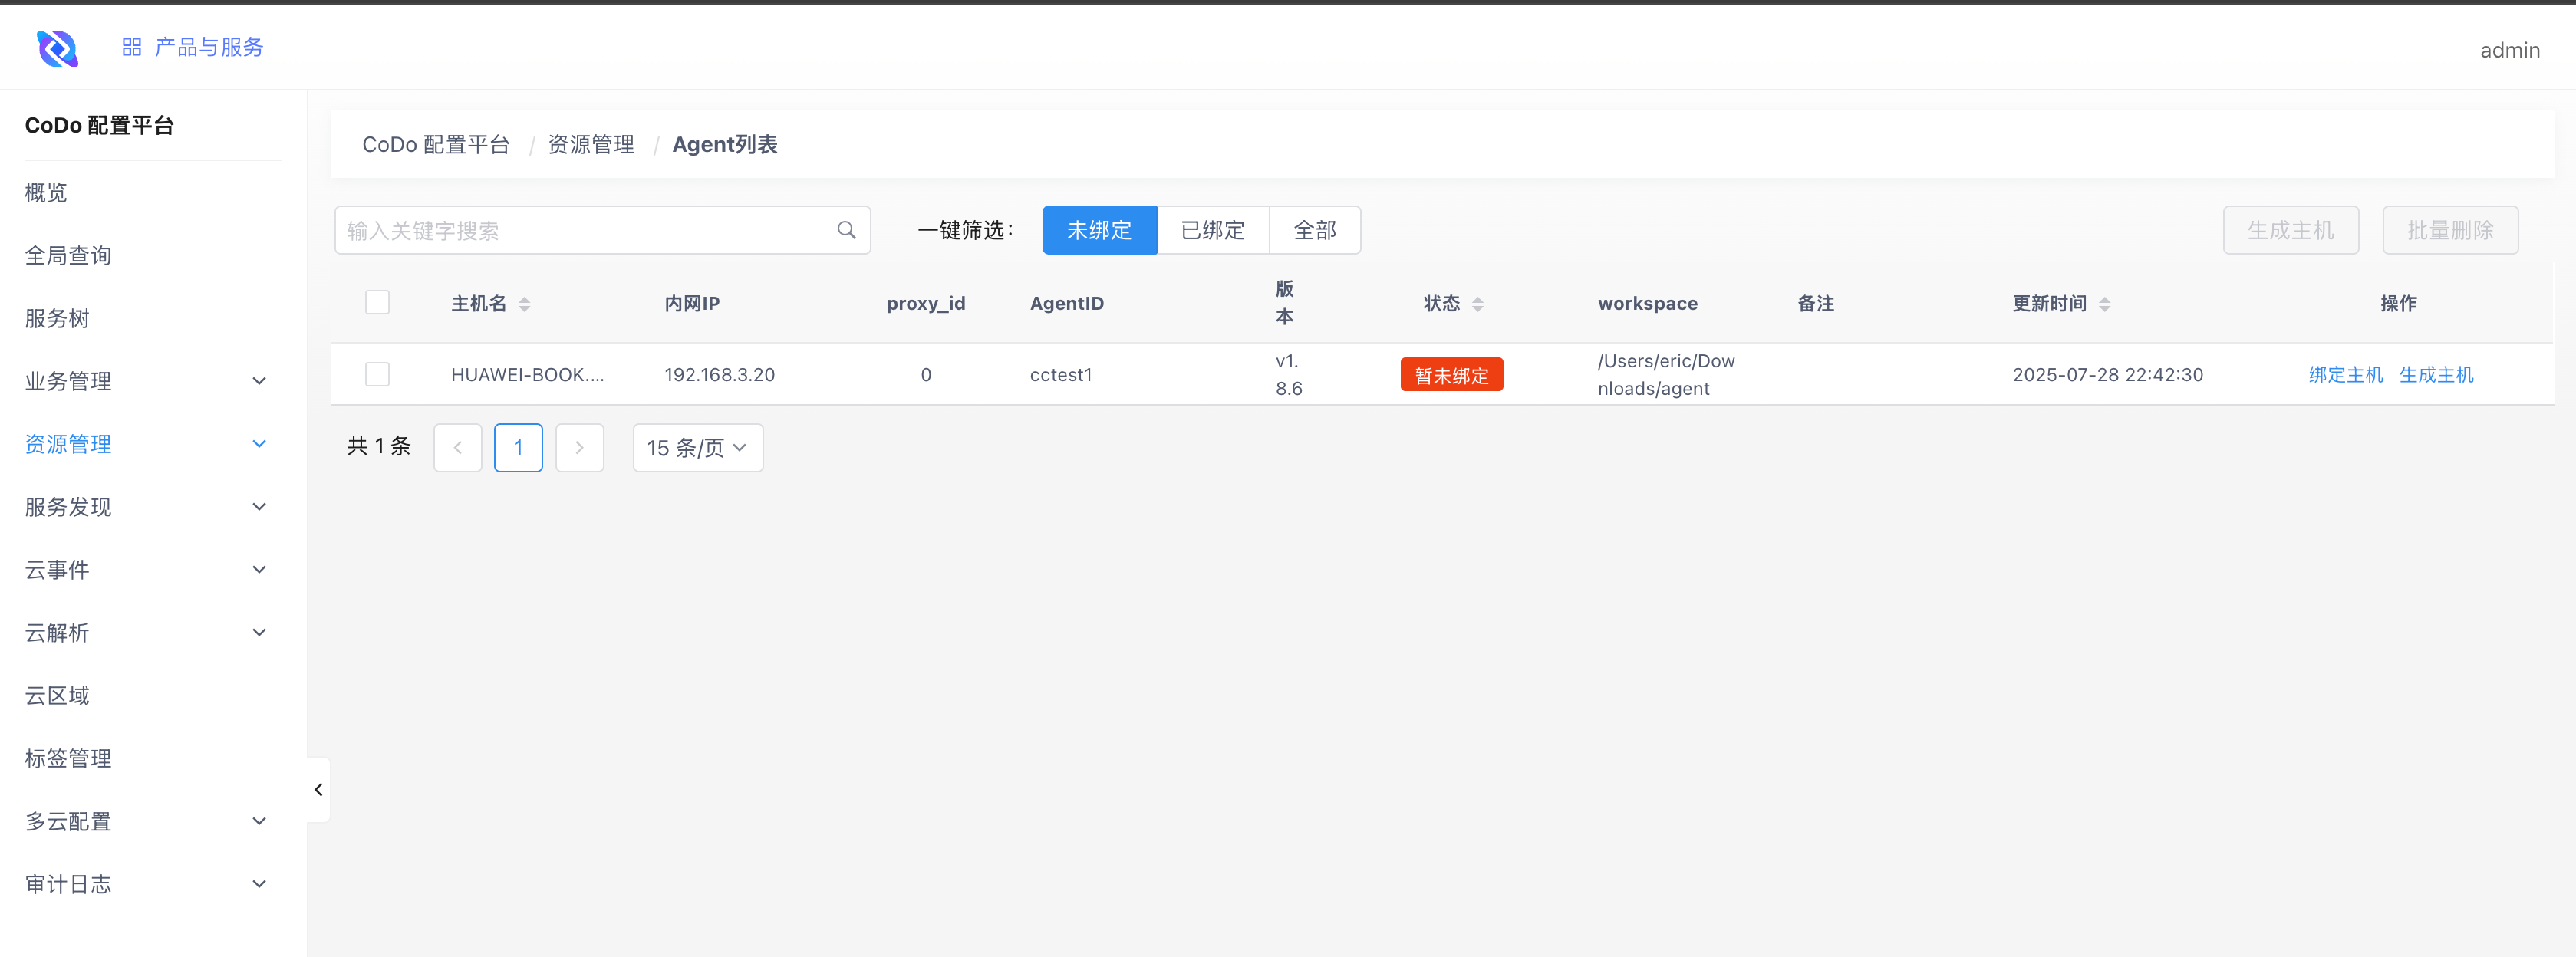 产品与服务
admin
CoDo 配置平台
概览
全局查询
服务树
业务管理
资源管理
服务发现
云事件
云解析
云区域
标签管理
多云配置
审计日志
CoDo 配置平台 / 资源管理 / Agent列表
输入关键字搜索
一键筛选：
未绑定 已绑定 全部
生成主机 批量删除
主机名 内网IP proxy_id AgentID 版本 状态 workspace 备注 更新时间 操作
HUAWEI-BOOK.... 192.168.3.20 0 cctest1 v1.8.6 暂未绑定 /Users/eric/Downloads/agent 2025-07-28 22:42:30 绑定主机 生成主机
共 1 条 1 15 条/页